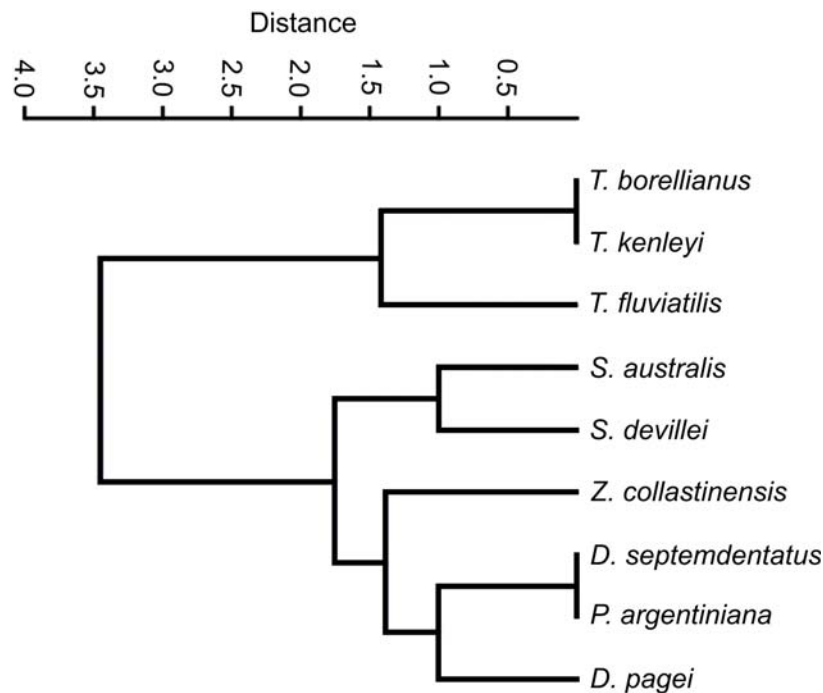 Distance
4.0 3.5 3.0 2.5 2.0 1.5 1.0 0.5
T. borellianus
T. kenleyi
T. fluviatilis
S. australis
S. devillei
Z. collastinensis
D. septemdentatus
P. argentiniana
D. pagei